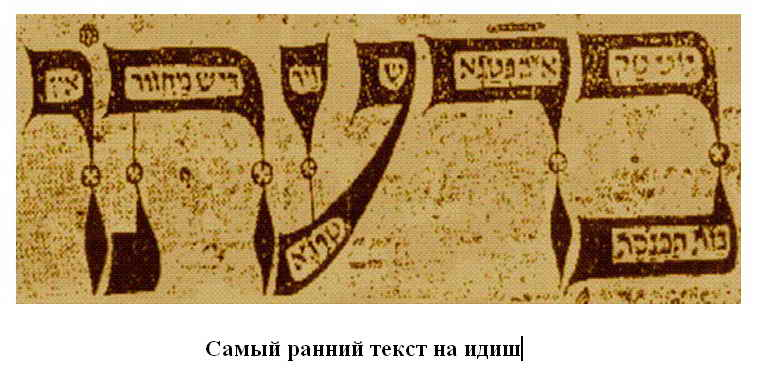 גוט טק אים בטגא ש ויר דיש מחזור אין
בית הכנסת טרגא
Самый ранний текст на идиш